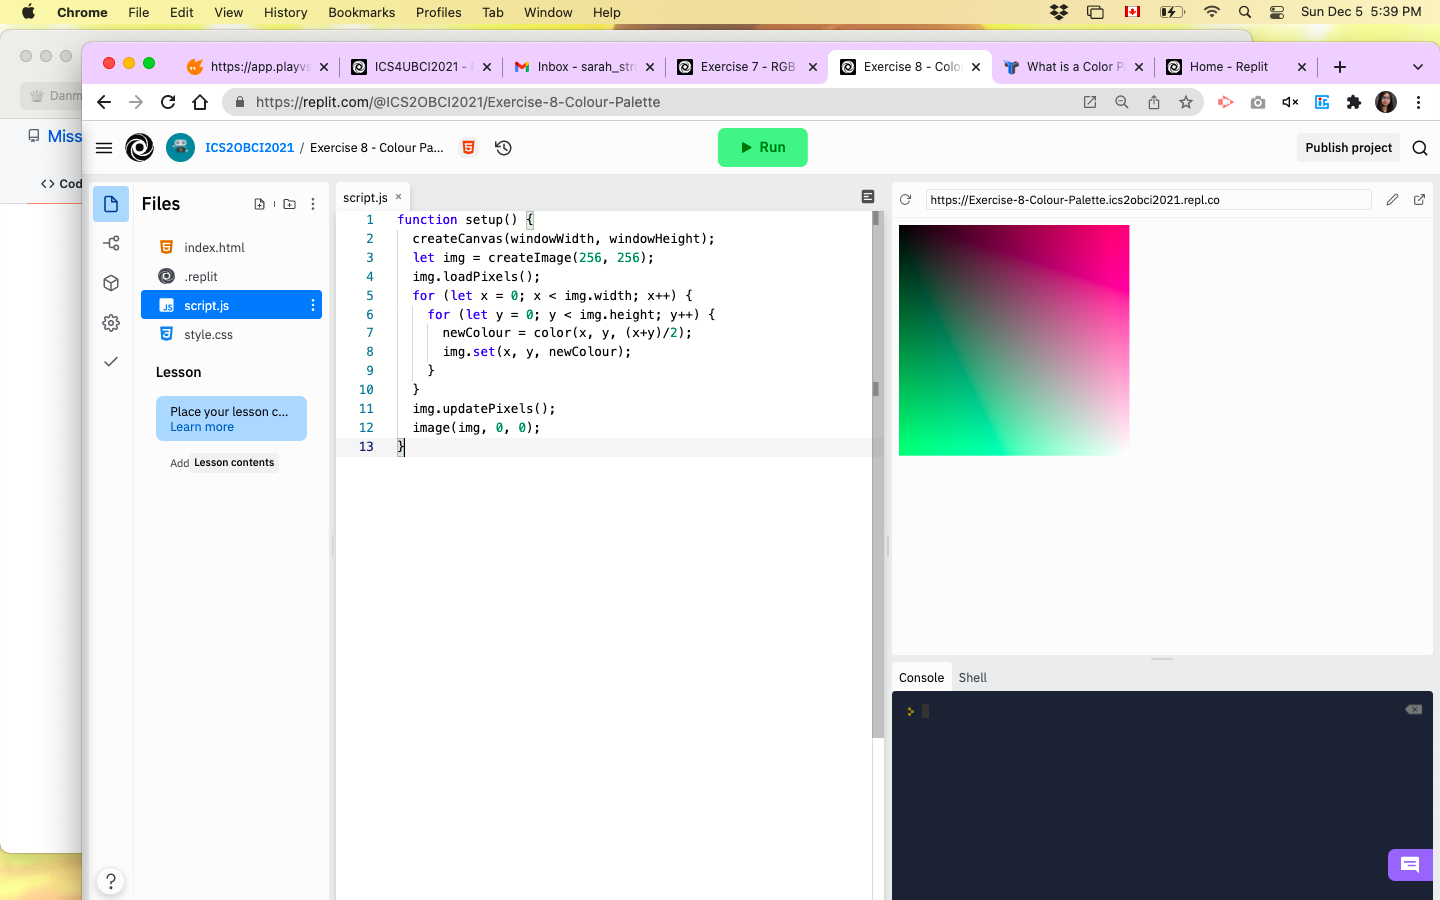 Chrome File Edit View History Bookmarks Profiles Tab Window Help Sun Dec 5 5:39 PM
https://app.playvs ICS4UBCI2021 - Inbox - sarah_str Exercise 7 - RGB Exercise 8 - Colo What is a Color P Home - Replit
Danm
https://replit.com/@ICS2OBCI2021/Exercise-8-Colour-Palette
Miss
ICS2OBCI2021 / Exercise 8 - Colour Pa...
Run
Publish project
<> Cod
Files
index.html
.replit
JS script.js
style.css
Lesson
Place your lesson c...
Learn more
Add Lesson contents
?
script.js ×
1 function setup() {
2 createCanvas(windowWidth, windowHeight);
3 let img = createImage(256, 256);
4 img.loadPixels();
5 for (let x = 0; x < img.width; x++) {
6 for (let y = 0; y < img.height; y++) {
7 newColour = color(x, y, (x+y)/2);
8 img.set(x, y, newColour);
9 }
10 }
11 img.updatePixels();
12 image(img, 0, 0);
13 }
https://Exercise-8-Colour-Palette.ics2obci2021.repl.co
Console Shell
>